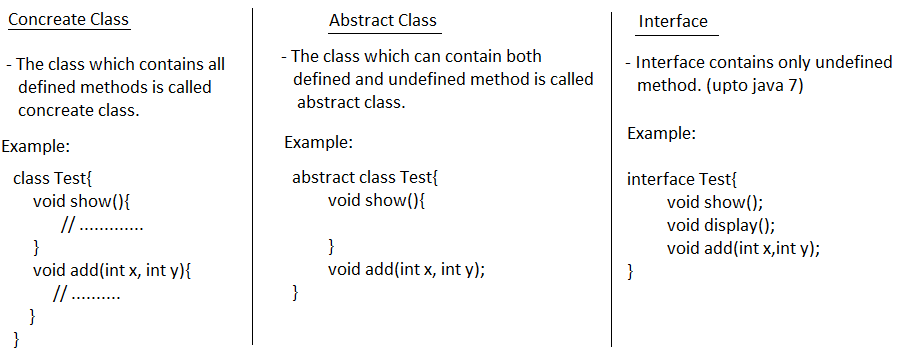 Concreate Class
- The class which contains all
defined methods is called
concreate class.
Example:
class Test{
void show(){
// .............
}
void add(int x, int y){
// ..........
}
}
Abstract Class
- The class which can contain both
defined and undefined method is called
abstract class.
Example:
abstract class Test{
void show(){
}
void add(int x, int y);
}
Interface
- Interface contains only undefined
method. (upto java 7)
Example:
interface Test{
void show();
void display();
void add(int x,int y);
}